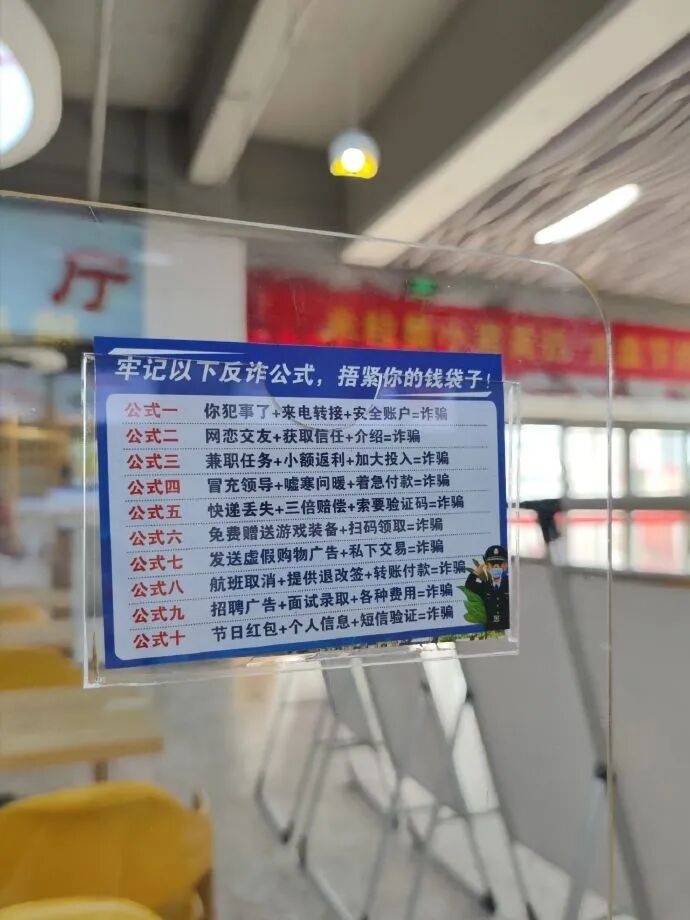 厅
牢记以下反诈公式，捂紧你的钱袋子！
公式一 你犯事了+来电转接+安全账户=诈骗
公式二 网恋交友+获取信任+介绍=诈骗
公式三 兼职任务+小额返利+加大投入=诈骗
公式四 冒充领导+嘘寒问暖+着急付款=诈骗
公式五 快递丢失+三倍赔偿+索要验证码=诈骗
公式六 免费赠送游戏装备+扫码领取=诈骗
公式七 发送虚假购物广告+私下交易=诈骗
公式八 航班取消+提供退改签+转账付款=诈骗
公式九 招聘广告+面试录取+各种费用=诈骗
公式十 节日红包+个人信息+短信验证=诈骗